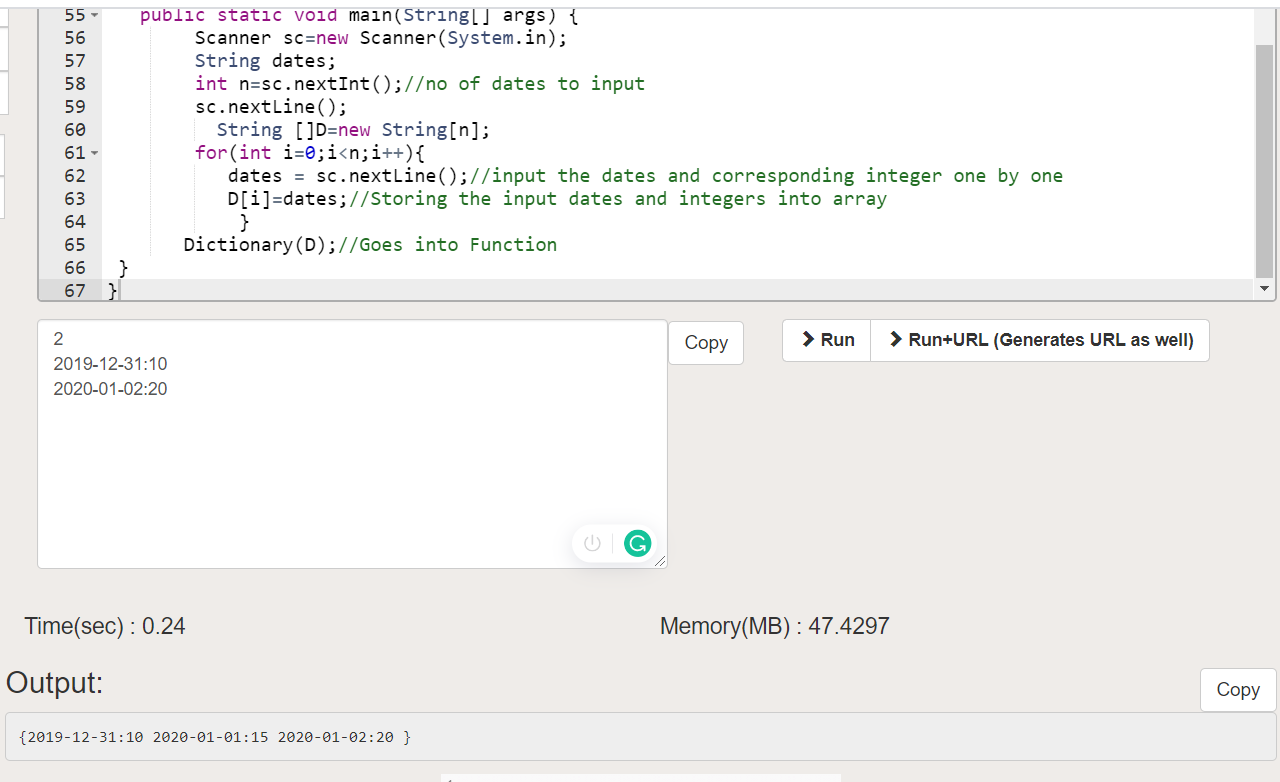 55 public static void main(String[] args) {
56 Scanner sc=new Scanner(System.in);
57 String dates;
58 int n=sc.nextInt();//no of dates to input
59 sc.nextLine();
60 String []D=new String[n];
61 for(int i=0;i<n;i++){
62 dates = sc.nextLine();//input the dates and corresponding integer one by one
63 D[i]=dates;//Storing the input dates and integers into array
64 }
65 Dictionary(D);//Goes into Function
66 }
67 }
2
2019-12-31:10
2020-01-02:20
Copy
Run
Run+URL (Generates URL as well)
Time(sec) : 0.24
Memory(MB) : 47.4297
Output:
Copy
{2019-12-31:10 2020-01-01:15 2020-01-02:20 }